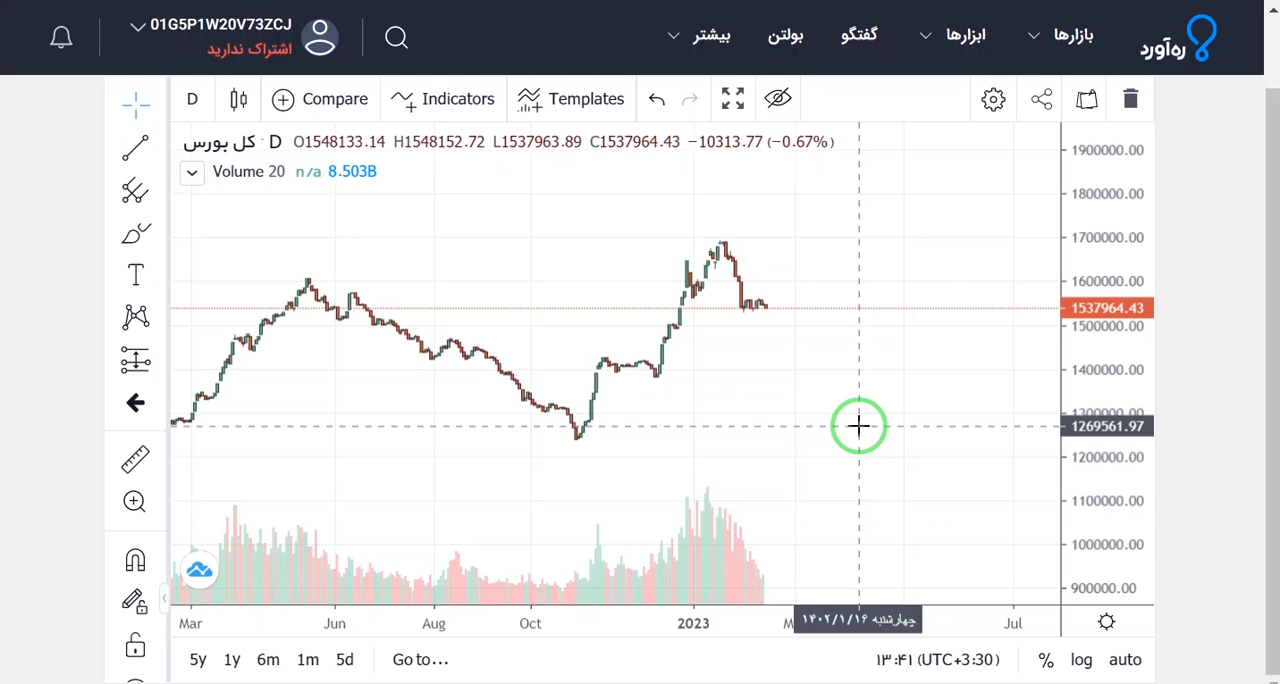 01G5P1W20V73ZCJ
اشتراک ندارید
بازارها
ابزارها
گفتگو
بولتن
بیشتر
ره‌آورد
D
Compare
Indicators
Templates
کل بورس · D O1548133.14 H1548152.72 L1537963.89 C1537964.43 −10313.77 (−0.67%)
Volume 20 n/a 8.503B
T
1900000.00
1800000.00
1700000.00
1600000.00
1537964.43
1500000.00
1400000.00
1300000.00
1269561.97
1200000.00
1100000.00
1000000.00
900000.00
Mar Jun Aug Oct 2023 M چهارشنبه ۱۴۰۲/۱/۱۶ Jul
5y 1y 6m 1m 5d Go to... ۱۳:۴۱ (UTC+3:30) % log auto